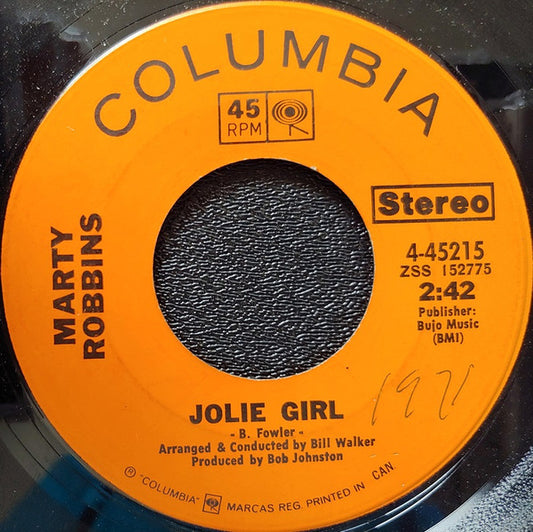 COLUMBIA
45
RPM
MARTY
ROBBINS
Stereo
4-45215
ZSS 152775
2:42
Publisher:
Bujo Music
(BMI)
JOLIE GIRL
1971
- B. Fowler -
Arranged & Conducted by Bill Walker
Produced by Bob Johnston
® "COLUMBIA" MARCAS REG. PRINTED IN CAN.